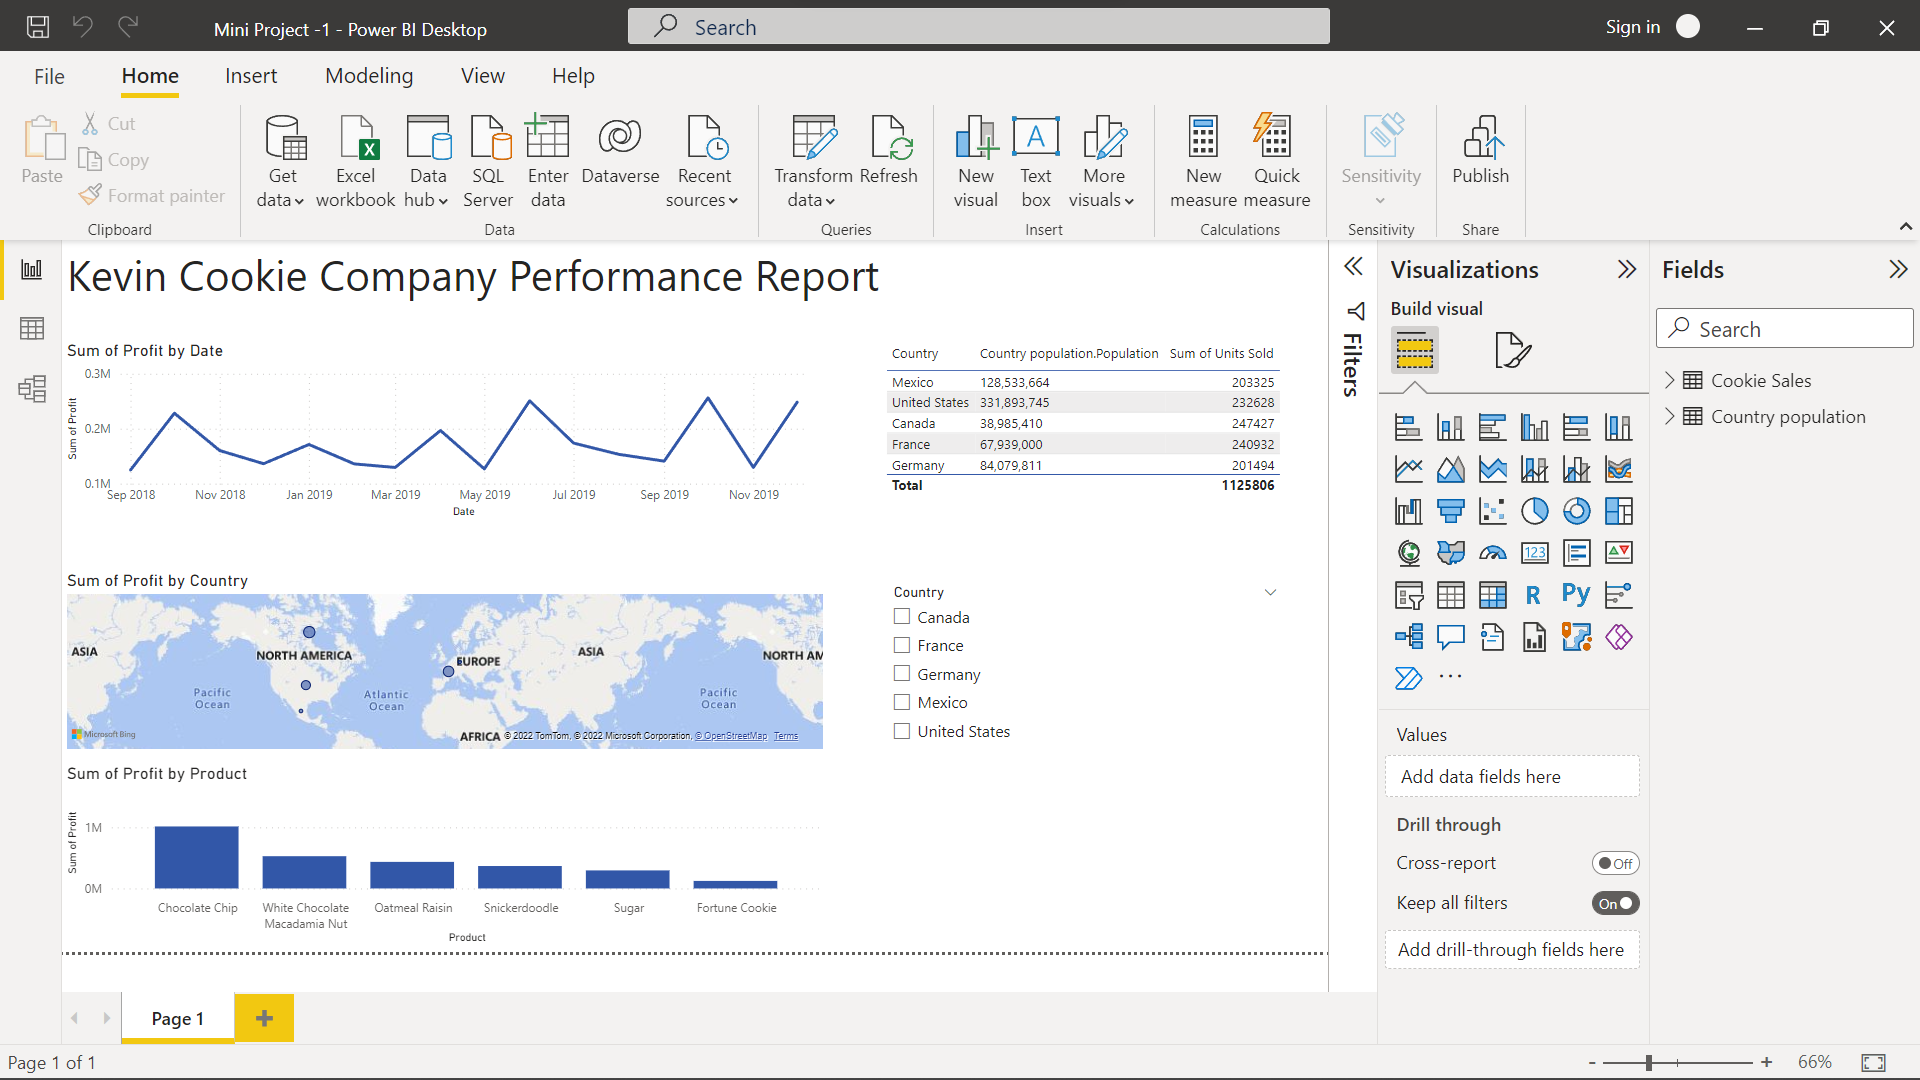 Mini Project -1 - Power BI Desktop
Search
Sign in
File
Home
Insert
Modeling
View
Help
Paste
Cut
Copy
Format painter
Clipboard
Get data
Excel workbook
Data hub
SQL Server
Enter data
Dataverse
Recent sources
Data
Transform data
Refresh
Queries
New visual
Text box
More visuals
Insert
New measure
Quick measure
Calculations
Sensitivity
Sensitivity
Publish
Share
Kevin Cookie Company Performance Report
Sum of Profit by Date
Sum of Profit
0.3M
0.2M
0.1M
Sep 2018 Nov 2018 Jan 2019 Mar 2019 May 2019 Jul 2019 Sep 2019 Nov 2019
Date
Country Country population.Population Sum of Units Sold
Mexico 128,533,664 203325
United States 331,893,745 232628
Canada 38,985,410 247427
France 67,939,000 240932
Germany 84,079,811 201494
Total 1125806
Sum of Profit by Country
ASIA
NORTH AMERICA
EUROPE
ASIA
NORTH AM
Pacific
Ocean
Atlantic
Ocean
Pacific
Ocean
AFRICA
Microsoft Bing
© 2022 TomTom, © 2022 Microsoft Corporation, © OpenStreetMap Terms
Country
Canada
France
Germany
Mexico
United States
Sum of Profit by Product
Sum of Profit
1M
0M
Chocolate Chip
White Chocolate
Macadamia Nut
Oatmeal Raisin
Snickerdoodle
Sugar
Fortune Cookie
Product
Filters
Visualizations
Build visual
123
R
Py
Values
Add data fields here
Drill through
Cross-report
Off
Keep all filters
On
Add drill-through fields here
Fields
Search
Cookie Sales
Country population
Page 1
Page 1 of 1
- + 66%